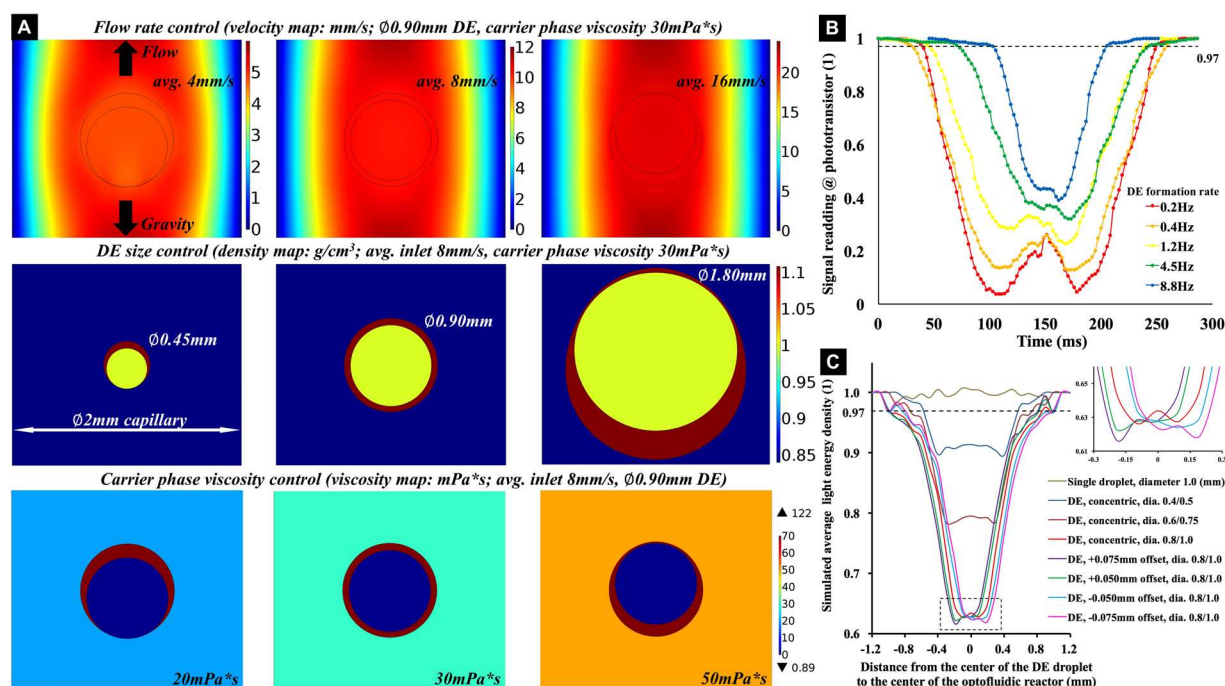 A
Flow rate control (velocity map: mm/s; Ø0.90mm DE, carrier phase viscosity 30mPa*s)
Flow
avg. 4mm/s
Gravity
5
4
3
2
1
0
avg. 8mm/s
12
10
8
6
4
2
0
avg. 16mm/s
20
15
10
5
0
DE size control (density map: g/cm³; avg. inlet 8mm/s, carrier phase viscosity 30mPa*s)
Ø0.45mm
Ø2mm capillary
Ø0.90mm
Ø1.80mm
1.1
1.05
1
0.95
0.9
0.85
Carrier phase viscosity control (viscosity map: mPa*s; avg. inlet 8mm/s, Ø0.90mm DE)
20mPa*s
30mPa*s
50mPa*s
▲ 122
70
60
50
40
30
20
10
0
▼ 0.89
B
Signal readding @ phototransistor (1)
1
0.8
0.6
0.4
0.2
0
0.97
DE formation rate
0.2Hz
0.4Hz
1.2Hz
4.5Hz
8.8Hz
0 50 100 150 200 250 300
Time (ms)
C
Simulated average light energy density (1)
1.0
0.97
0.9
0.8
0.7
0.6
0.65
0.63
0.61
-0.3 -0.15 0 0.15 0.3
Single droplet, diameter 1.0 (mm)
DE, concentric, dia. 0.4/0.5
DE, concentric, dia. 0.6/0.75
DE, concentric, dia. 0.8/1.0
DE, +0.075mm offset, dia. 0.8/1.0
DE, +0.050mm offset, dia. 0.8/1.0
DE, -0.050mm offset, dia. 0.8/1.0
DE, -0.075mm offset, dia. 0.8/1.0
-1.2 -0.8 -0.4 0 0.4 0.8 1.2
Distance from the center of the DE droplet
to the center of the optofluidic reactor (mm)